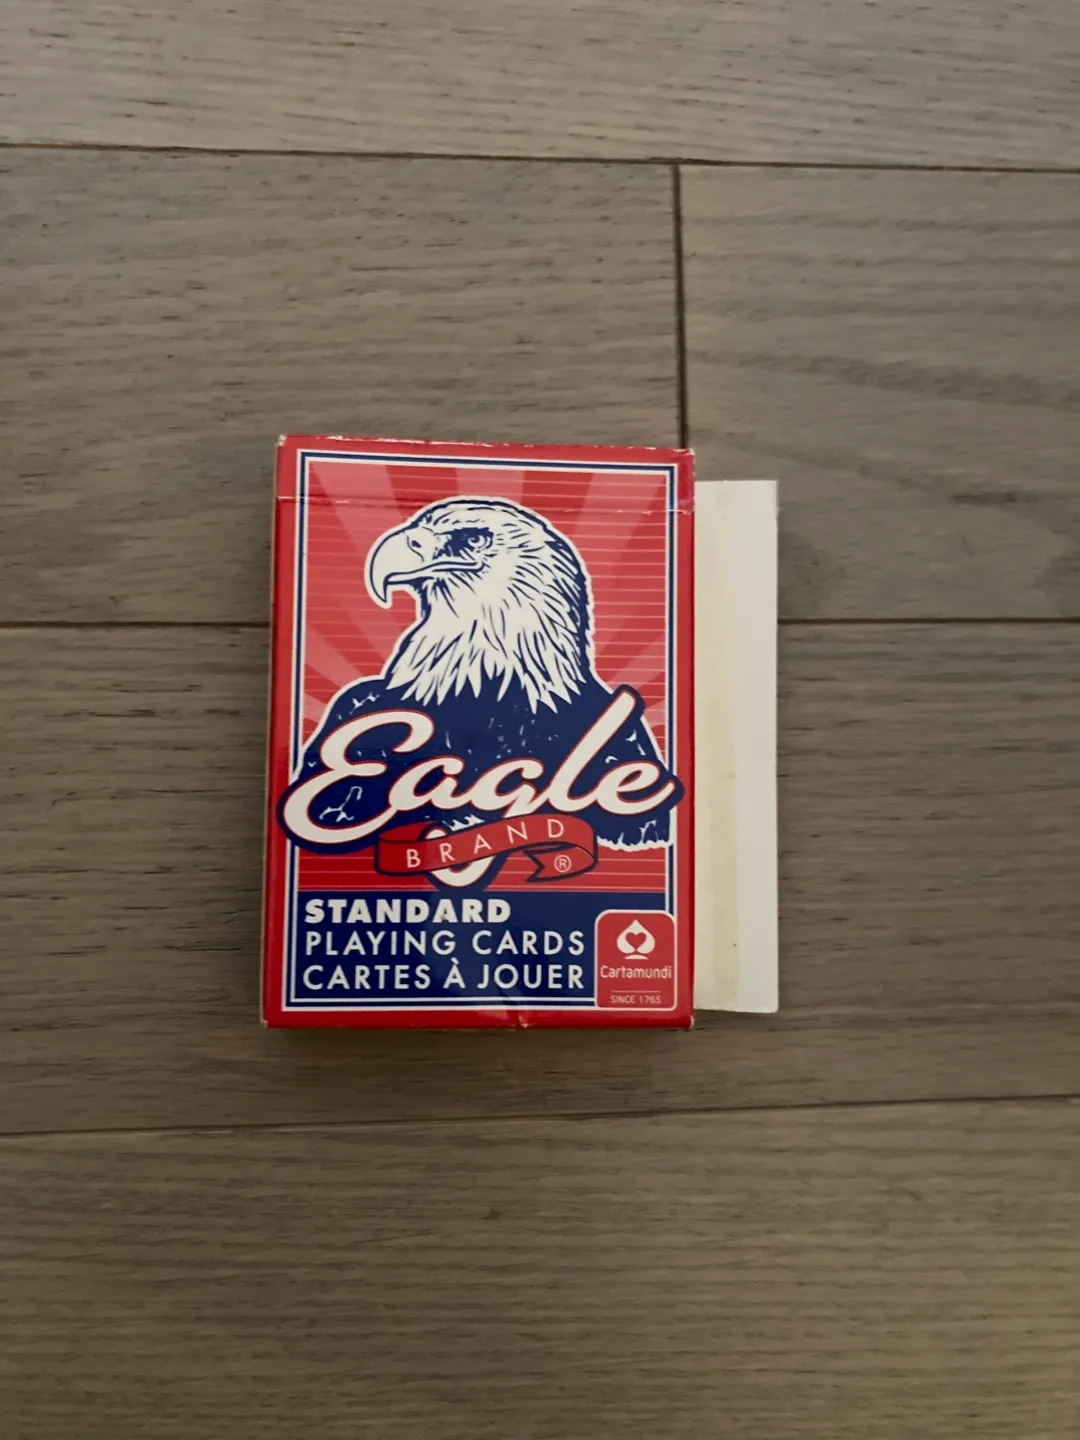 Eagle
BRAND
®
STANDARD
PLAYING CARDS
CARTES À JOUER
Cartamundi
SINCE 1765